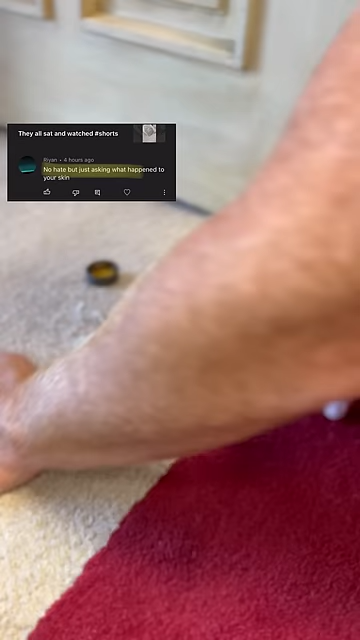 They all sat and watched #shorts
Riyan • 4 hours ago
No hate but just asking what happened to
your skin